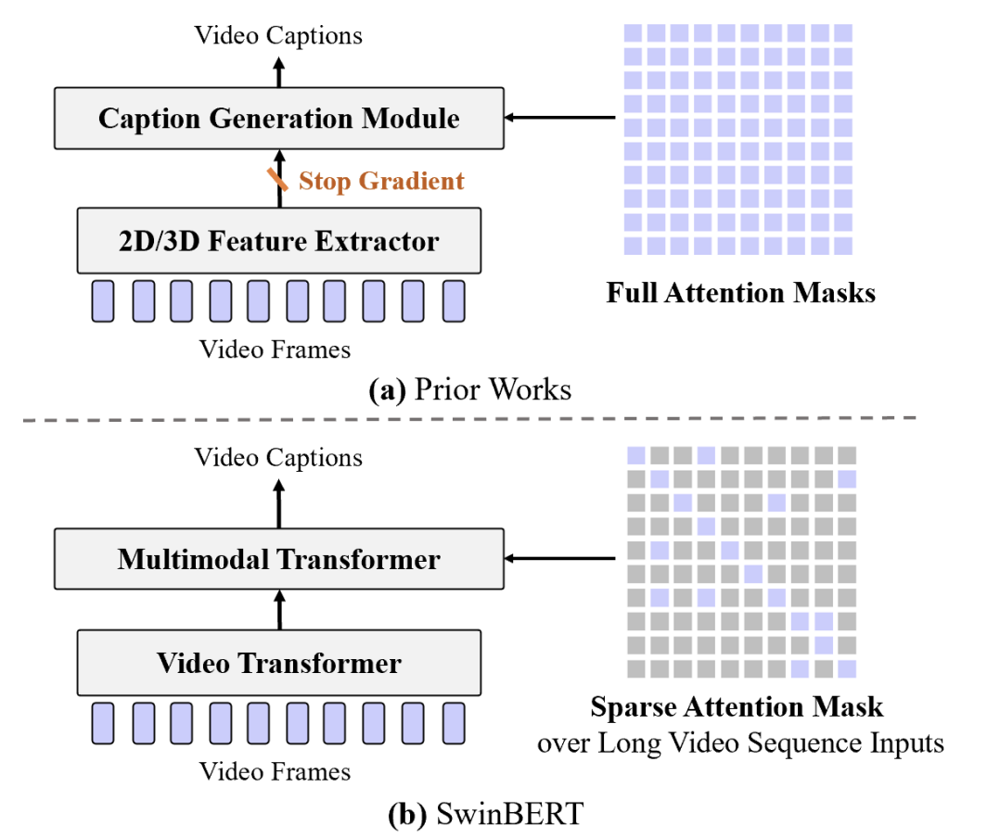 Video Captions
Caption Generation Module
Stop Gradient
2D/3D Feature Extractor
Video Frames
Full Attention Masks
(a) Prior Works
Video Captions
Multimodal Transformer
Video Transformer
Video Frames
Sparse Attention Mask
over Long Video Sequence Inputs
(b) SwinBERT